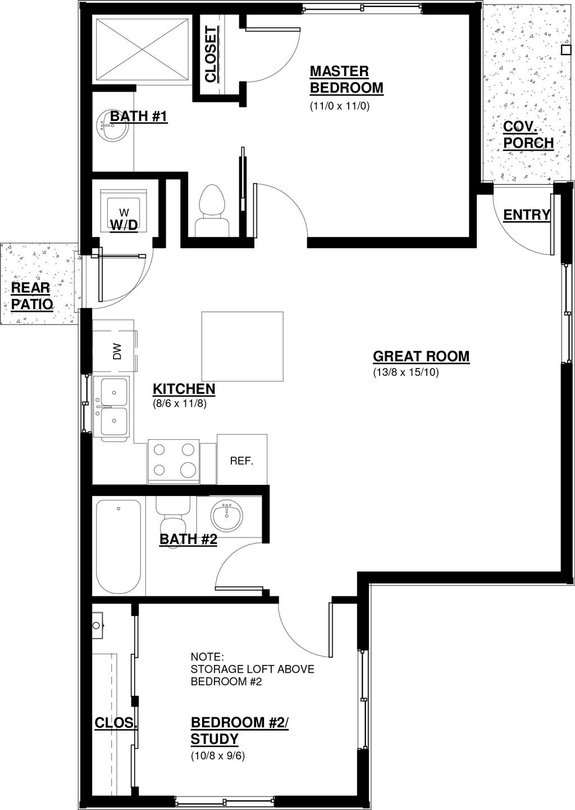 CLOSET
MASTER
BEDROOM
(11/0 x 11/0)
BATH #1
COV.
PORCH
W
W/D
ENTRY
REAR
PATIO
DW
GREAT ROOM
(13/8 x 15/10)
KITCHEN
(8/6 x 11/8)
REF.
BATH #2
NOTE:
STORAGE LOFT ABOVE
BEDROOM #2
CLOS.
BEDROOM #2/
STUDY
(10/8 x 9/6)